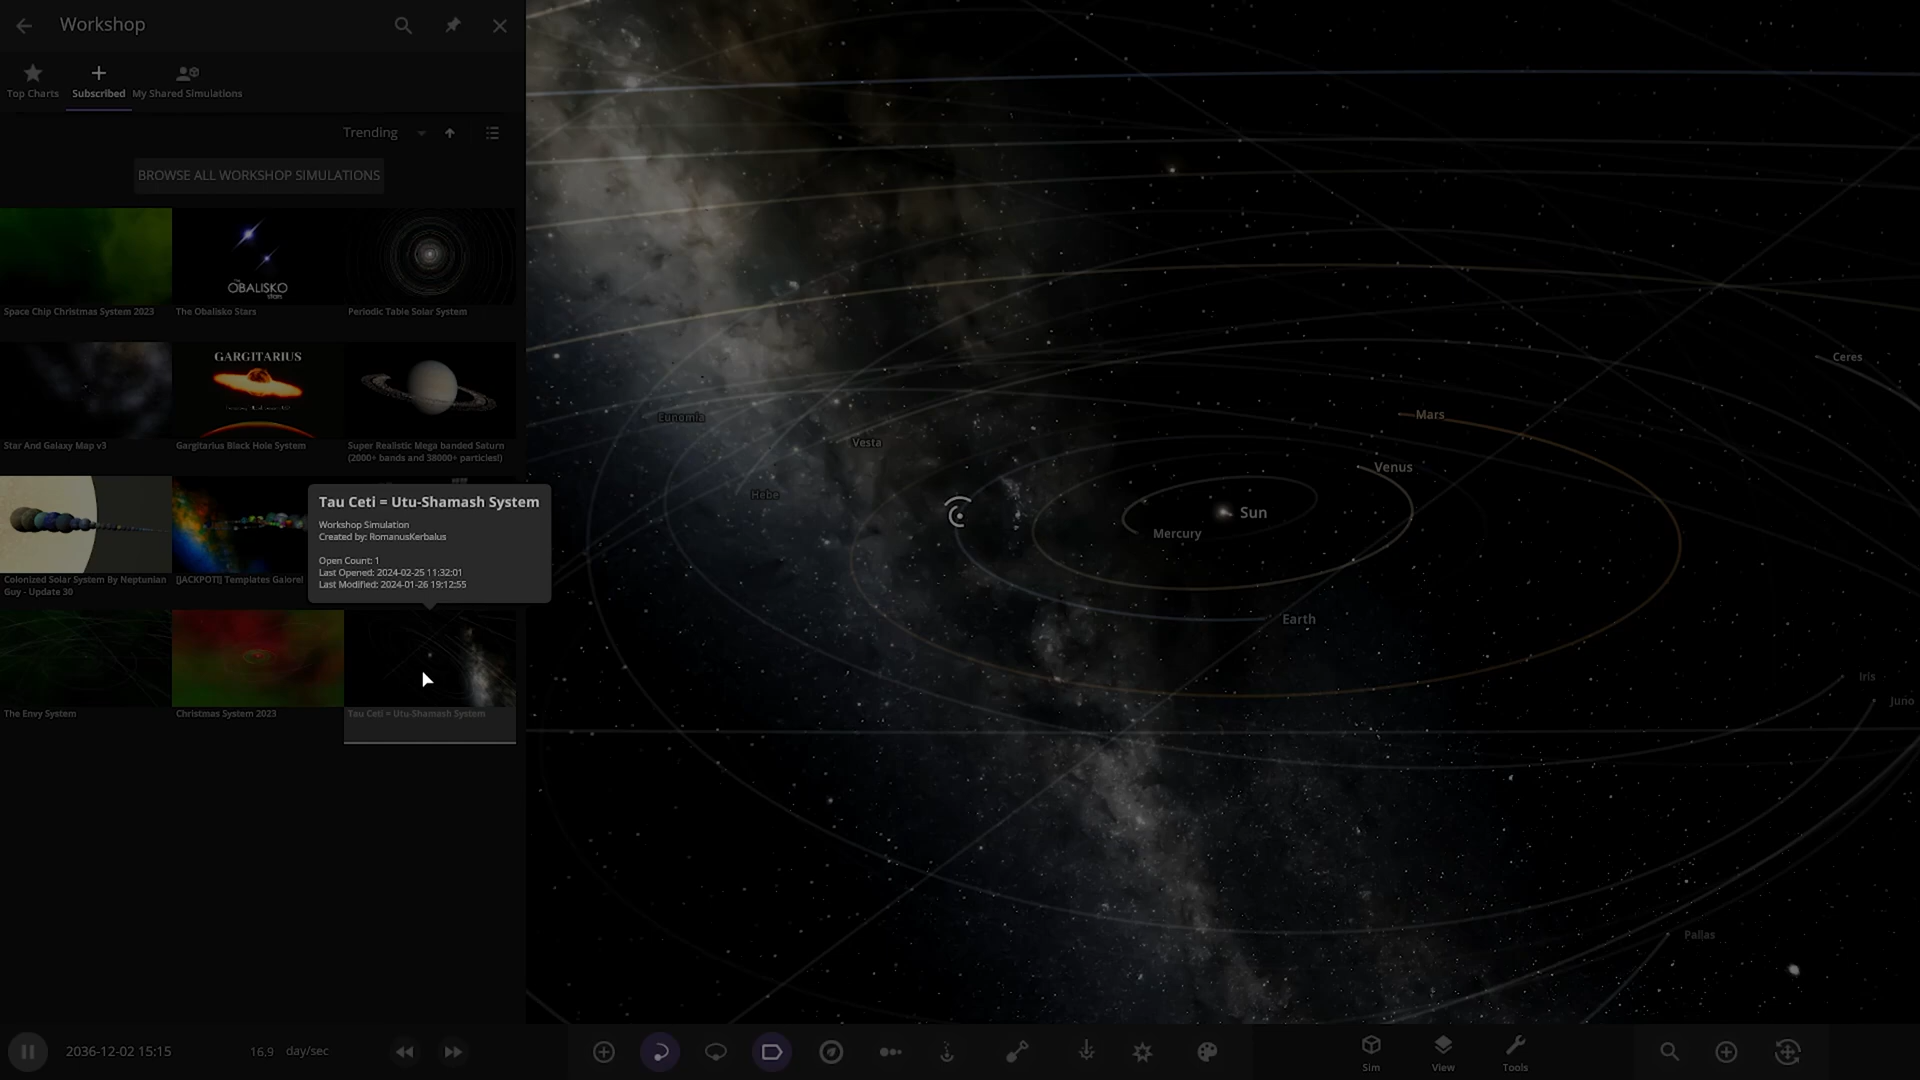 Workshop
Top Charts
Subscribed
My Shared Simulations
Trending
BROWSE ALL WORKSHOP SIMULATIONS
OBALISKO
stars
Space Chip Christmas System 2023
The Obalisko Stars
Periodic Table Solar System
GARGITARIUS
Star And Galaxy Map v3
Gargitarius Black Hole System
Super Realistic Mega banded Saturn
(2000+ bands and 38000+ particies!)
Tau Ceti = Utu-Shamash System
Workshop Simulation
Created by: RomanusKerbalus
Open Count: 1
Last Opened: 2024-02-25 11:32:01
Last Modified: 2024-01-26 19:12:55
Colonized Solar System By Neptunian
Guy - Update 30
[JACKPOT!] Templates Galore!
The Envy System
Christmas System 2023
Tau Ceti = Utu-Shamash System
Ceres
Mars
Eunomia
Vesta
Venus
Hebe
Sun
Mercury
Earth
Iris
Juno
Pallas
2036-12-02 15:15
16.9 day/sec
Sim
View
Tools